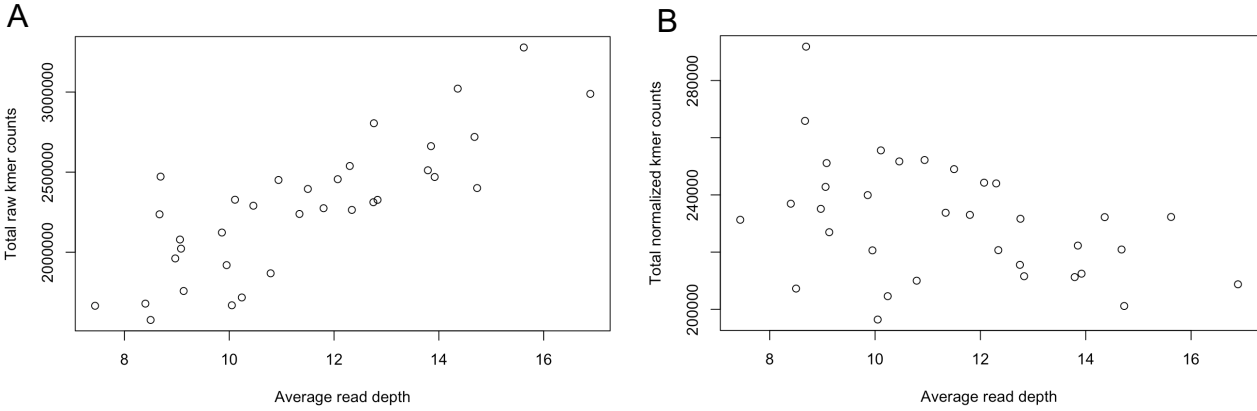 A
Total raw kmer counts
3000000
2500000
2000000
8 10 12 14 16
Average read depth
B
Total normalized kmer counts
280000
240000
200000
8 10 12 14 16
Average read depth